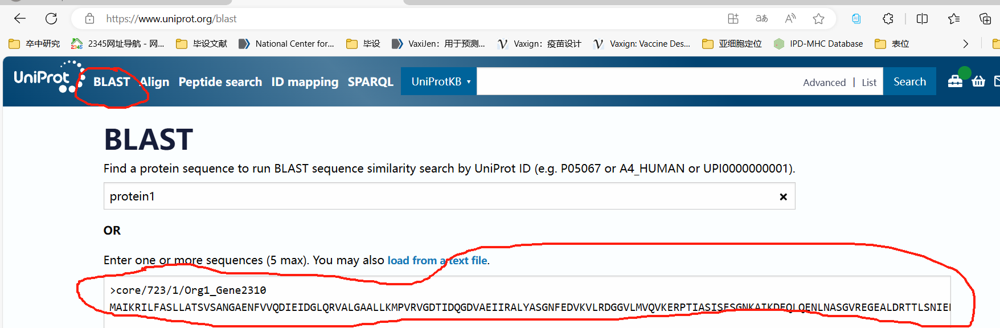 https://www.uniprot.org/blast
aあ
A
AI
卒中研究 2345网址导航 - 网... 毕设文献 National Center for... 毕设 VaxiJen：用于预测... Vaxign：疫苗设计 Vaxign: Vaccine Des... 亚细胞定位 IPD-MHC Database 表位
UniProt BLAST Align Peptide search ID mapping SPARQL UniProtKB Advanced | List Search
BLAST
Find a protein sequence to run BLAST sequence similarity search by UniProt ID (e.g. P05067 or A4_HUMAN or UPI0000000001).
protein1
OR
Enter one or more sequences (5 max). You may also load from a text file.
>core/723/1/Org1_Gene2310
MAIKRILFASLLATSVSANGAENFVVQDIEIDGLQRVALGAALLKMPVRVGDTIDQGDVAEIIRALYASGNFEDVKVLRDGGVLMVQVKERPTIASISFSGNKAIKDEQLQENLNASGVREGEALDRTTLSNIE